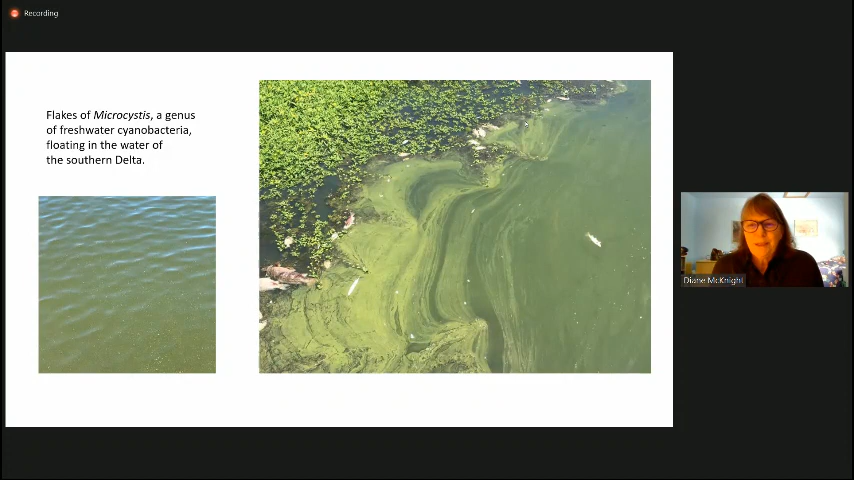 Recording
Flakes of Microcystis, a genus
of freshwater cyanobacteria,
floating in the water of
the southern Delta.
Diane McKnight